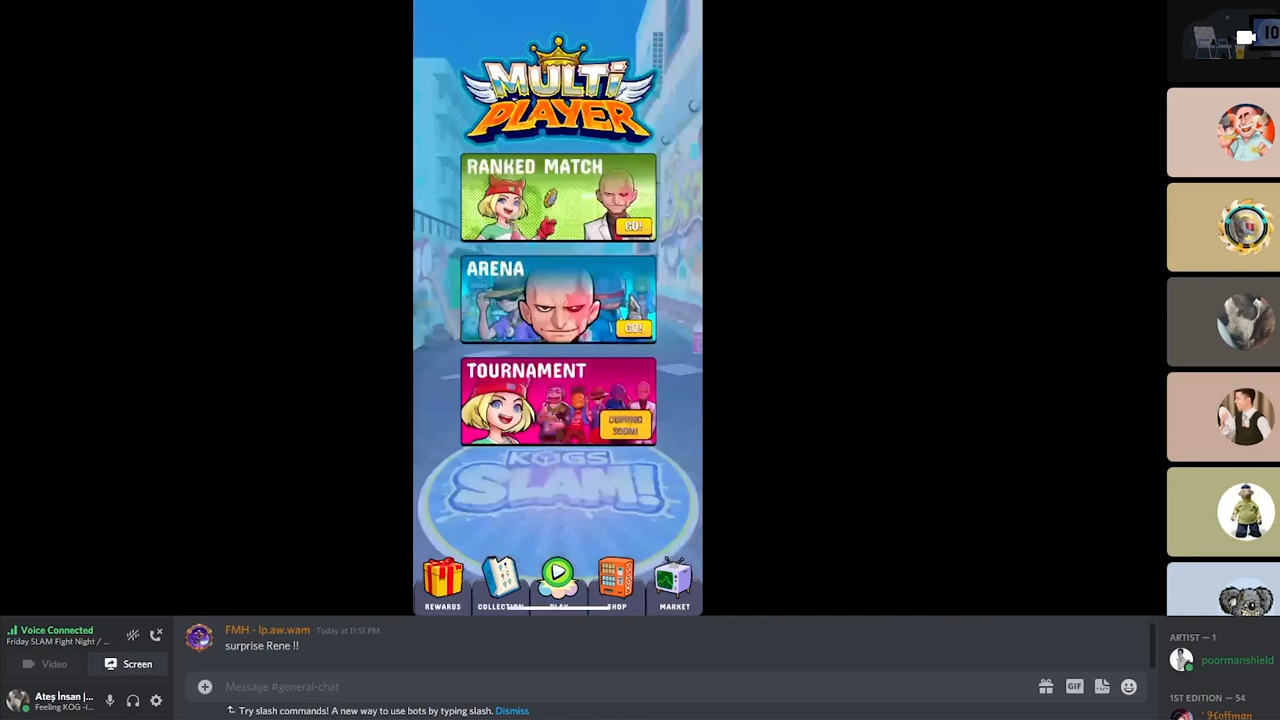 MULTI
PLAYER
RANKED MATCH
GO!
ARENA
GO!
TOURNAMENT
COMING
SOON!
KOGS
SLAM!
REWARDS
SHOP
MARKET
10
Voice Connected
Friday SLAM Fight Night / ...
Video
Screen
Ateş İnsan |...
Feeling KOG -i...
FMH - lp.aw.wam Today at 11:51 PM
surprise Rene !!
Message #general-chat
GIF
Try slash commands! A new way to use bots by typing slash. Dismiss
ARTIST — 1
poormanshield
1ST EDITION — 54
Hoffman